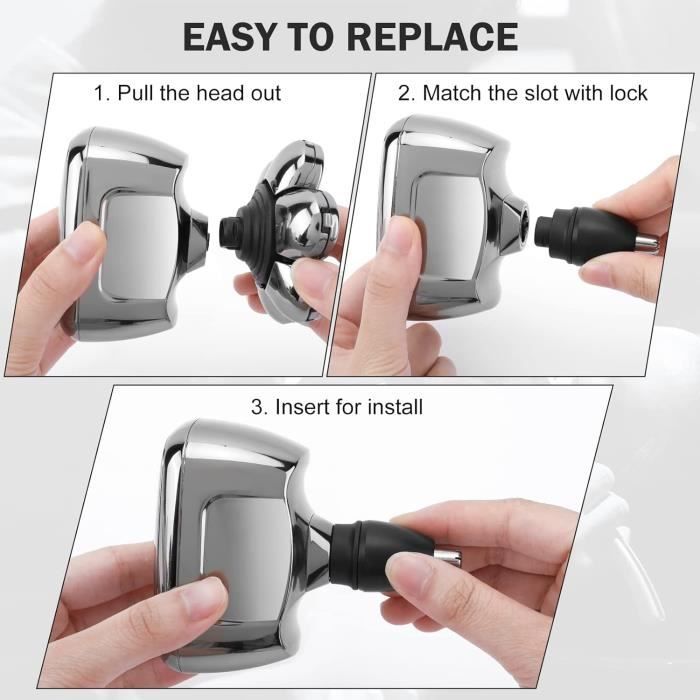 EASY TO REPLACE
1. Pull the head out
2. Match the slot with lock
3. Insert for install